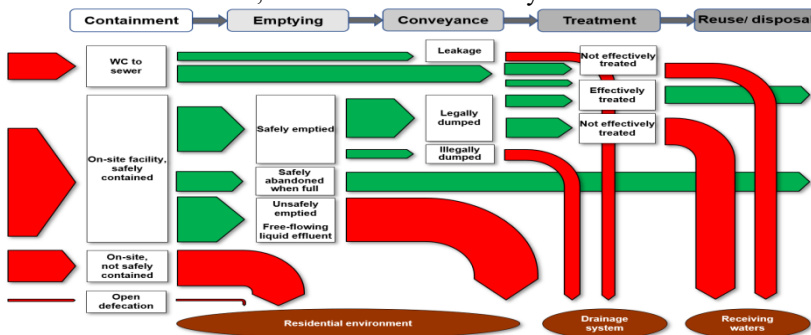 Containment
Emptying
Conveyance
Treatment
Reuse/ disposa
WC to
sewer
Leakage
Not effectively
treated
Effectively
treated
Not effectively
treated
On-site facility,
safely
contained
Safely emptied
Legally
dumped
Illegally
dumped
Safely
abandoned
when full
Unsafely
emptied
Free-flowing
liquid effluent
On-site,
not safely
contained
Open
defecation
Residential environment
Drainage
system
Receiving
waters